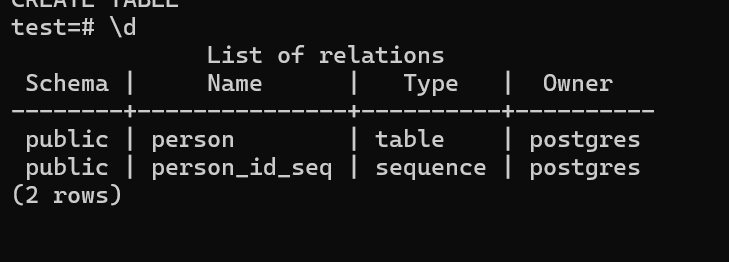 CREATE TABLE
test=# \d
             List of relations
 Schema |     Name      |   Type   |  Owner
--------+---------------+----------+----------
 public | person        | table    | postgres
 public | person_id_seq | sequence | postgres
(2 rows)